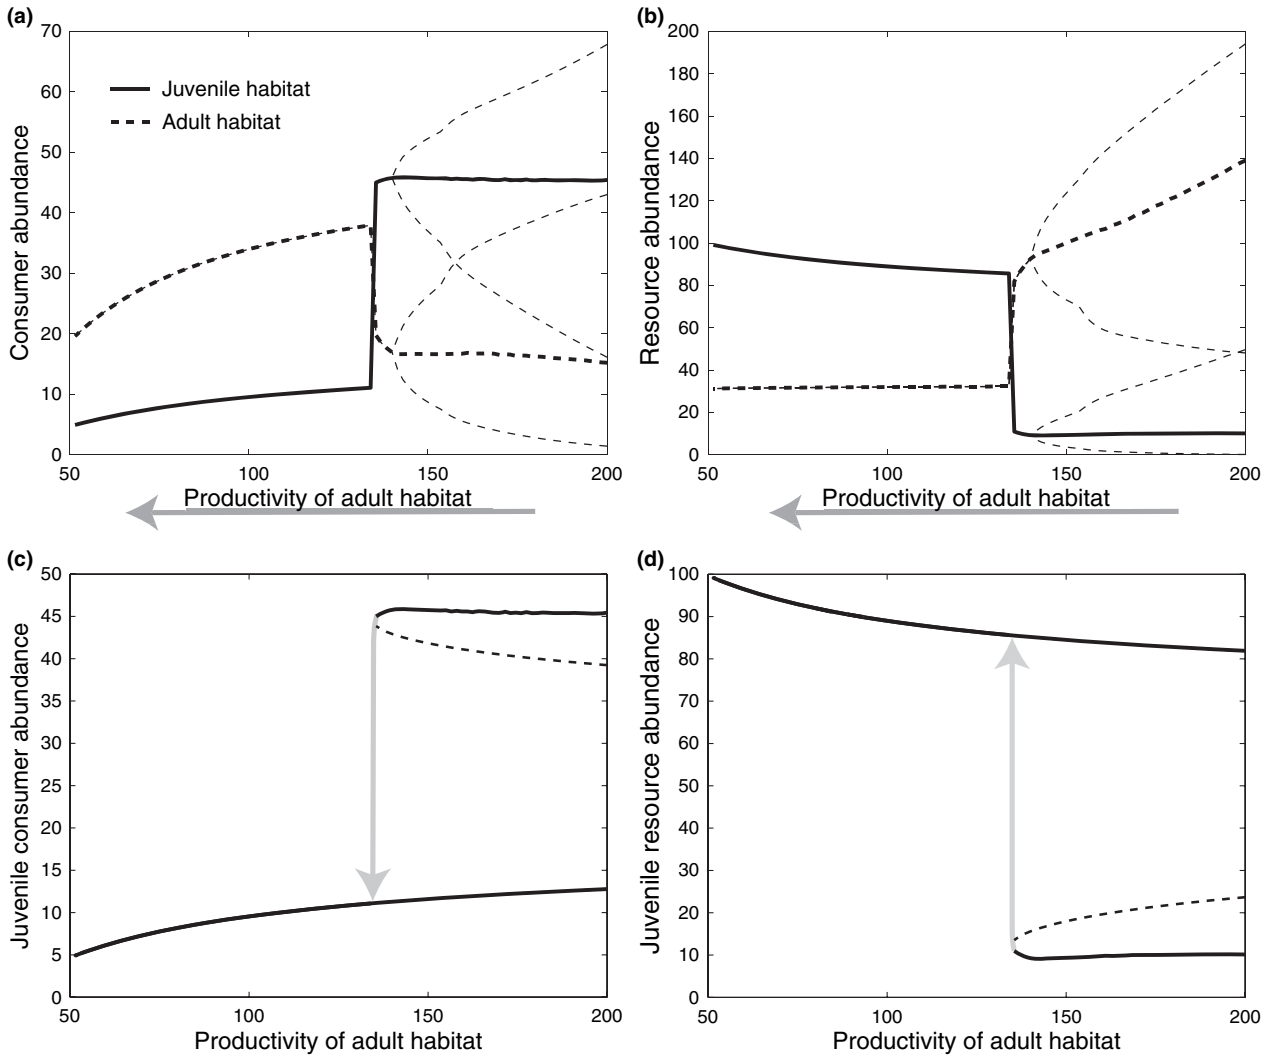 (a)
70
60
50
40
30
20
10
0
Consumer abundance
Juvenile habitat
Adult habitat
50 100 150 200
Productivity of adult habitat
(b)
200
180
160
140
120
100
80
60
40
20
0
Resource abundance
50 100 150 200
Productivity of adult habitat
(c)
50
45
40
35
30
25
20
15
10
5
0
Juvenile consumer abundance
50 100 150 200
Productivity of adult habitat
(d)
100
90
80
70
60
50
40
30
20
10
0
Juvenile resource abundance
50 100 150 200
Productivity of adult habitat